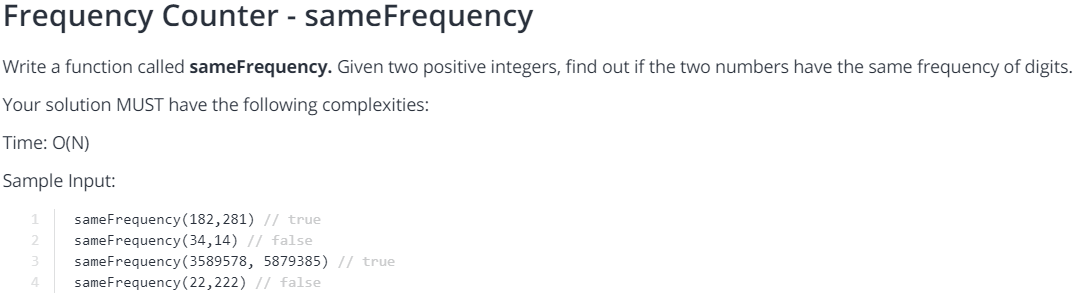 Frequency Counter - sameFrequency
Write a function called sameFrequency. Given two positive integers, find out if the two numbers have the same frequency of digits.
Your solution MUST have the following complexities:
Time: O(N)
Sample Input:
1 sameFrequency(182,281) // true
2 sameFrequency(34,14) // false
3 sameFrequency(3589578, 5879385) // true
4 sameFrequency(22,222) // false